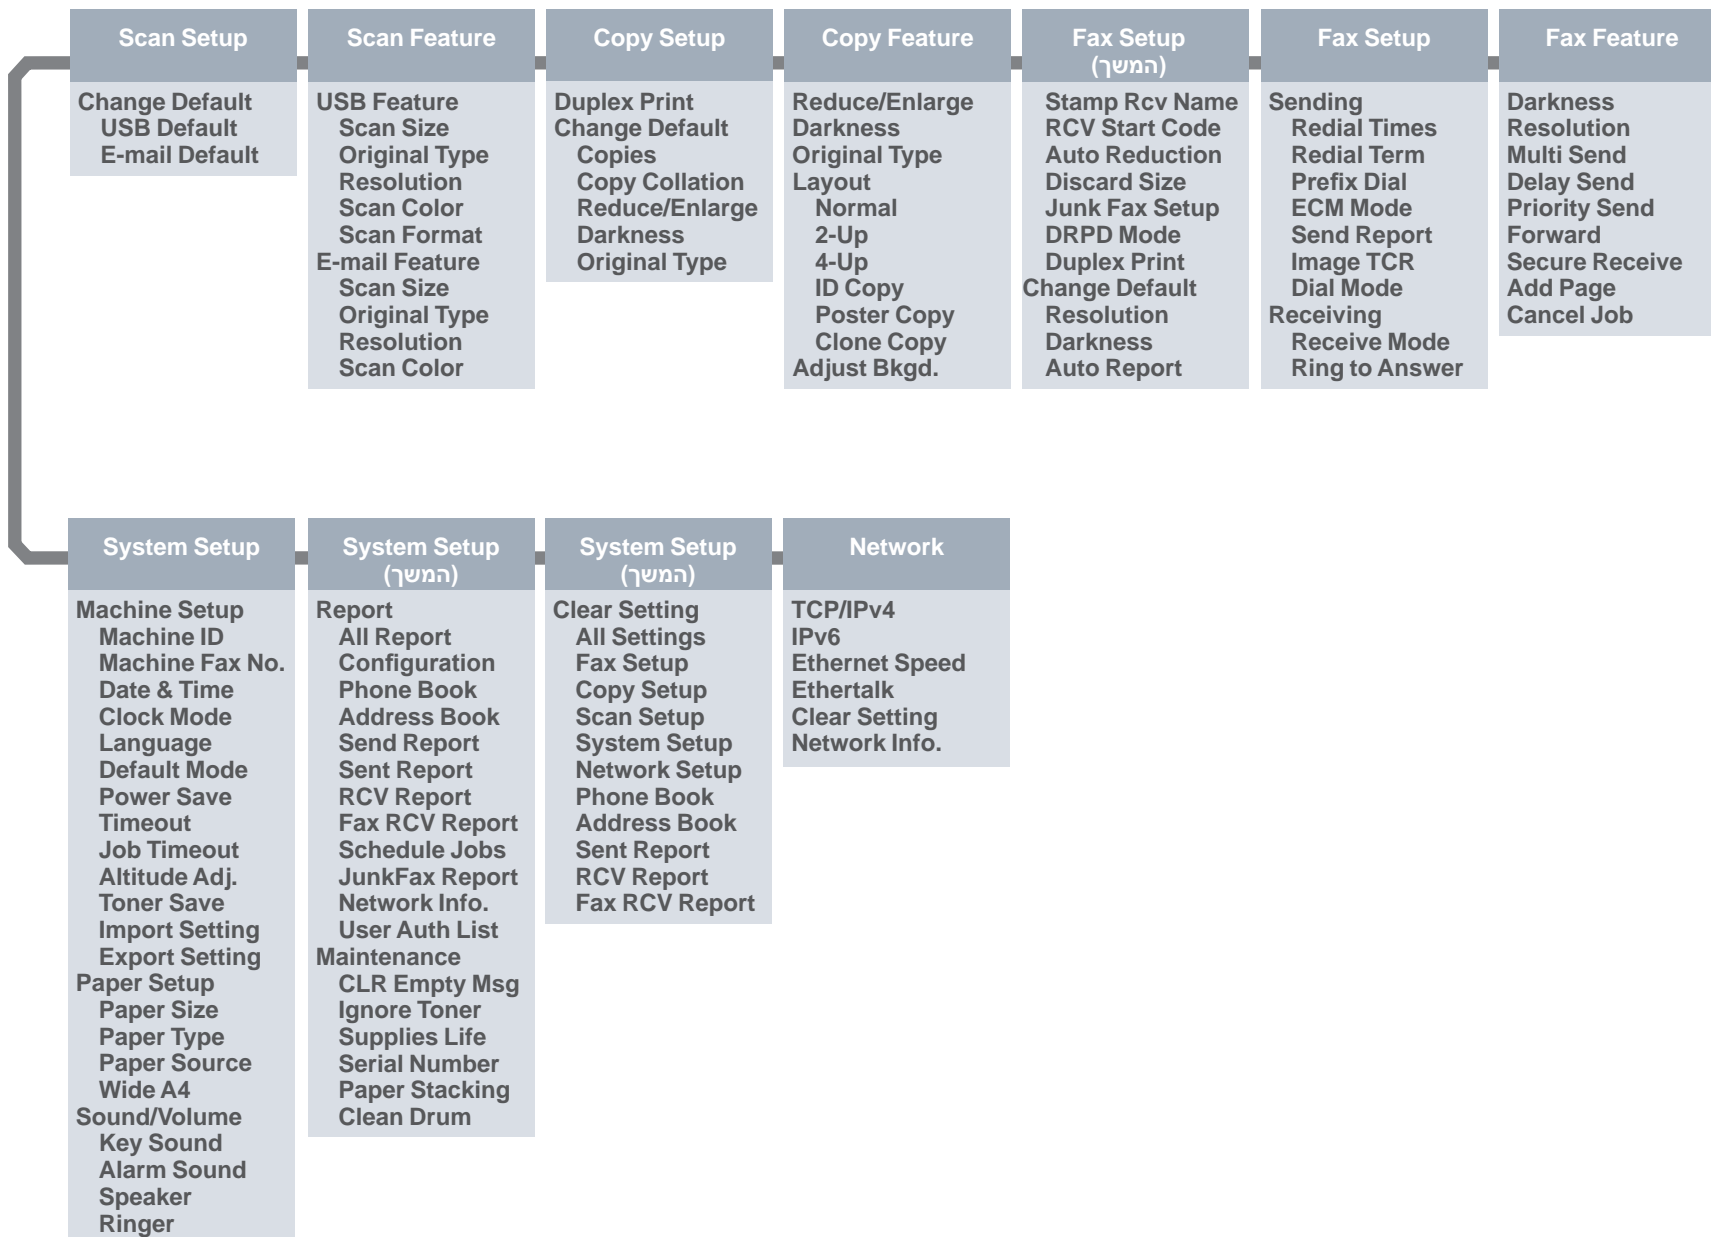 Scan Setup
Change Default
USB Default
E-mail Default
Scan Feature
USB Feature
Scan Size
Original Type
Resolution
Scan Color
Scan Format
E-mail Feature
Scan Size
Original Type
Resolution
Scan Color
Copy Setup
Duplex Print
Change Default
Copies
Copy Collation
Reduce/Enlarge
Darkness
Original Type
Copy Feature
Reduce/Enlarge
Darkness
Original Type
Layout
Normal
2-Up
4-Up
ID Copy
Poster Copy
Clone Copy
Adjust Bkgd.
Fax Setup
(המשך)
Stamp Rcv Name
RCV Start Code
Auto Reduction
Discard Size
Junk Fax Setup
DRPD Mode
Duplex Print
Change Default
Resolution
Darkness
Auto Report
Fax Setup
Sending
Redial Times
Redial Term
Prefix Dial
ECM Mode
Send Report
Image TCR
Dial Mode
Receiving
Receive Mode
Ring to Answer
Fax Feature
Darkness
Resolution
Multi Send
Delay Send
Priority Send
Forward
Secure Receive
Add Page
Cancel Job
System Setup
Machine Setup
Machine ID
Machine Fax No.
Date & Time
Clock Mode
Language
Default Mode
Power Save
Timeout
Job Timeout
Altitude Adj.
Toner Save
Import Setting
Export Setting
Paper Setup
Paper Size
Paper Type
Paper Source
Wide A4
Sound/Volume
Key Sound
Alarm Sound
Speaker
Ringer
System Setup
(המשך)
Report
All Report
Configuration
Phone Book
Address Book
Send Report
Sent Report
RCV Report
Fax RCV Report
Schedule Jobs
JunkFax Report
Network Info.
User Auth List
Maintenance
CLR Empty Msg
Ignore Toner
Supplies Life
Serial Number
Paper Stacking
Clean Drum
System Setup
(המשך)
Clear Setting
All Settings
Fax Setup
Copy Setup
Scan Setup
System Setup
Network Setup
Phone Book
Address Book
Sent Report
RCV Report
Fax RCV Report
Network
TCP/IPv4
IPv6
Ethernet Speed
Ethertalk
Clear Setting
Network Info.